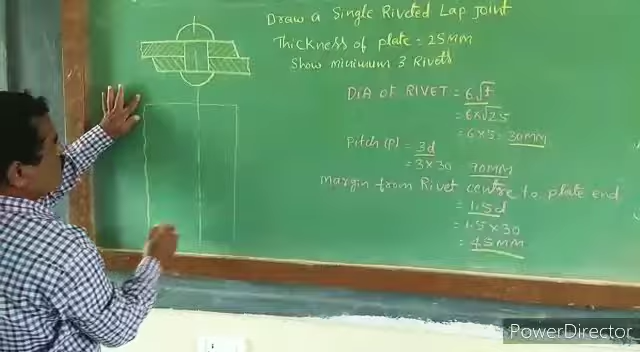 Draw a Single Riveted Lap Joint
Thickness of plate = 25MM
Show minimum 3 Rivets
DIA OF RIVET = 6√t
= 6×√25
= 6×5 = 30MM
Pitch (P) = 3d
= 3×30 90MM
Margin from Rivet centre to plate end
= 1.5d
= 1.5×30
= 45MM
PowerDirector